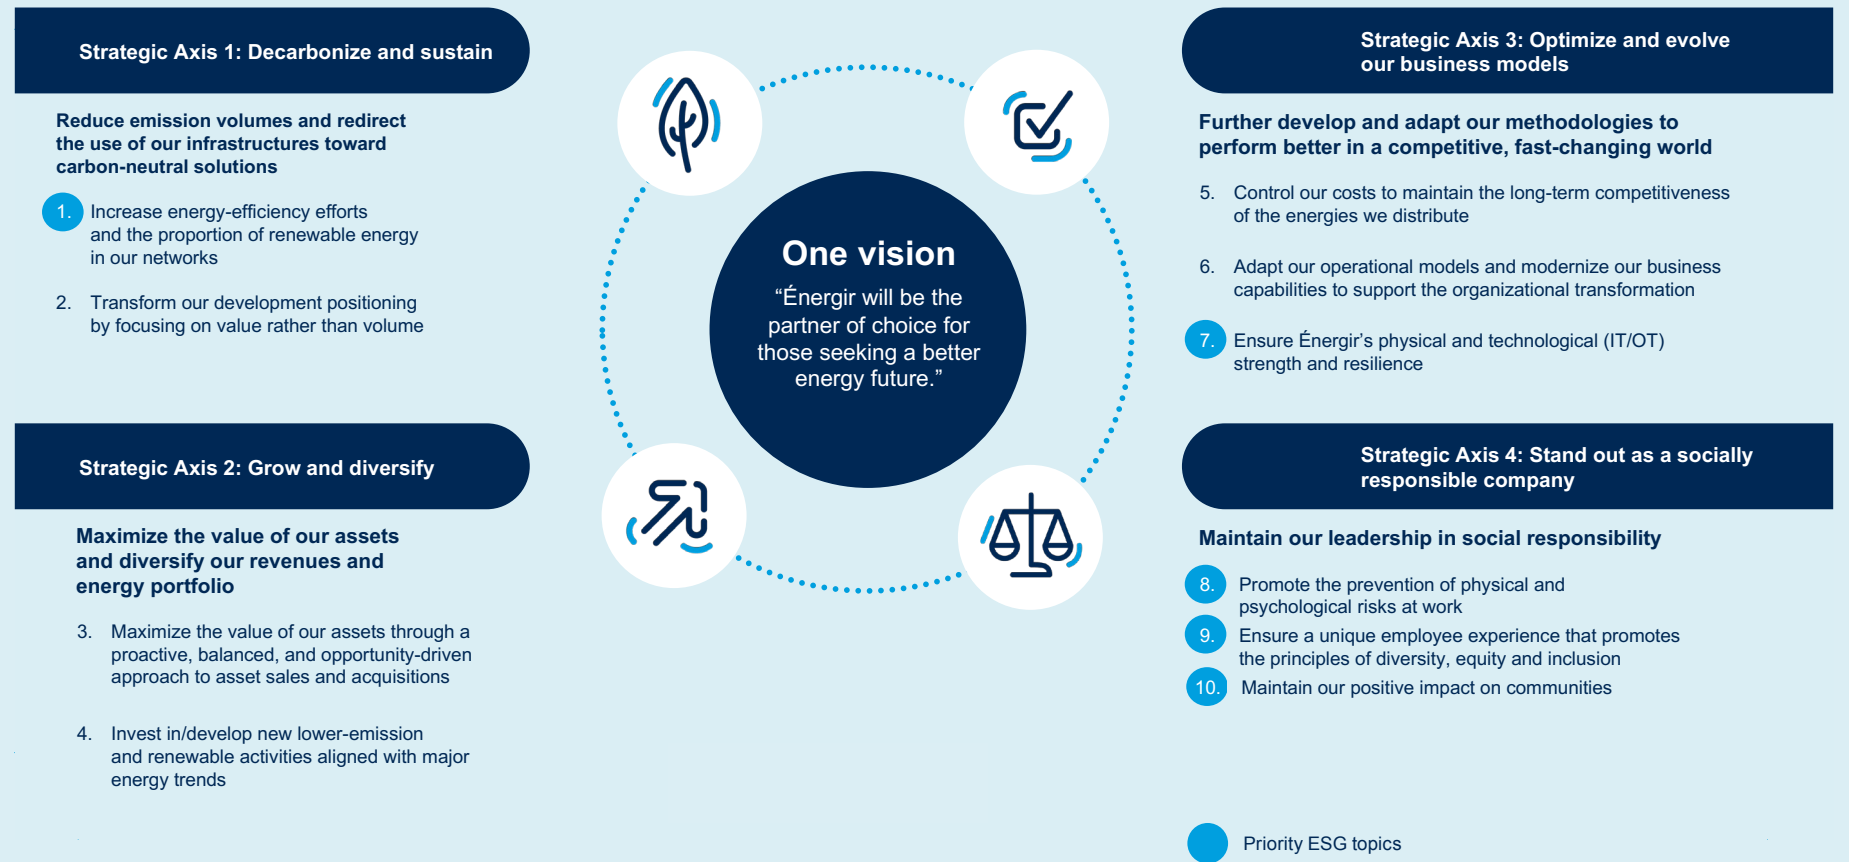 Strategic Axis 1: Decarbonize and sustain
Reduce emission volumes and redirect
the use of our infrastructures toward
carbon-neutral solutions
1. Increase energy-efficiency efforts
and the proportion of renewable energy
in our networks
2. Transform our development positioning
by focusing on value rather than volume
Strategic Axis 2: Grow and diversify
Maximize the value of our assets
and diversify our revenues and
energy portfolio
3. Maximize the value of our assets through a
proactive, balanced, and opportunity-driven
approach to asset sales and acquisitions
4. Invest in/develop new lower-emission
and renewable activities aligned with major
energy trends
One vision
“Énergir will be the
partner of choice for
those seeking a better
energy future.”
Strategic Axis 3: Optimize and evolve
our business models
Further develop and adapt our methodologies to
perform better in a competitive, fast-changing world
5. Control our costs to maintain the long-term competitiveness
of the energies we distribute
6. Adapt our operational models and modernize our business
capabilities to support the organizational transformation
7. Ensure Énergir’s physical and technological (IT/OT)
strength and resilience
Strategic Axis 4: Stand out as a socially
responsible company
Maintain our leadership in social responsibility
8. Promote the prevention of physical and
psychological risks at work
9. Ensure a unique employee experience that promotes
the principles of diversity, equity and inclusion
10. Maintain our positive impact on communities
Priority ESG topics